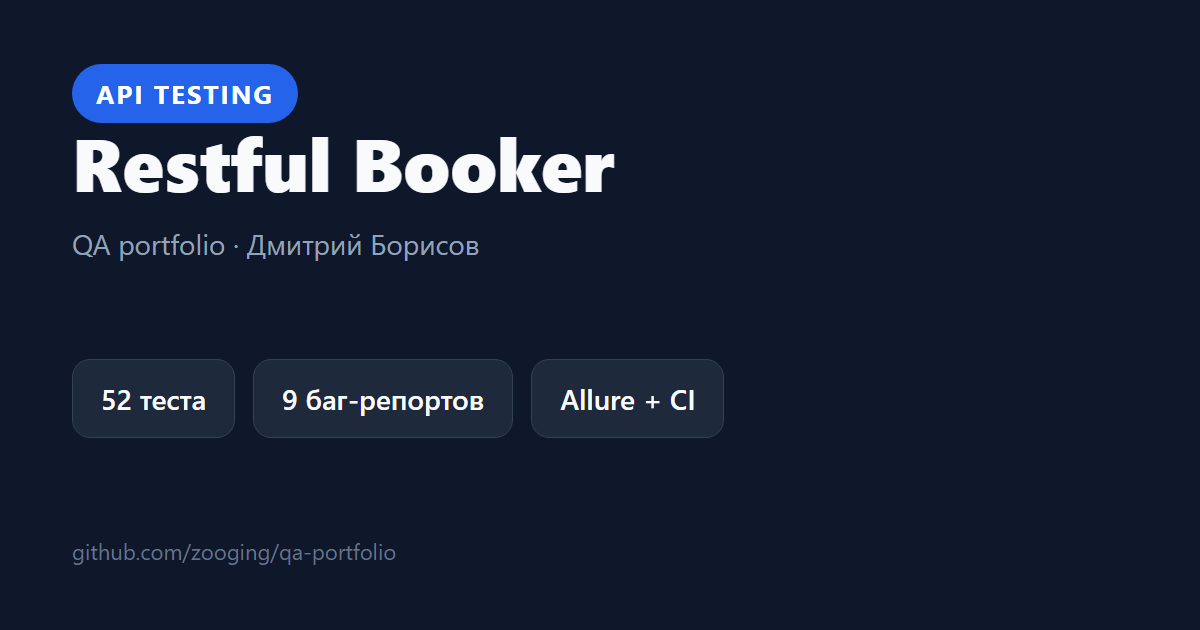 API TESTING
Restful Booker
QA portfolio · Дмитрий Борисов
52 теста
9 баг-репортов
Allure + CI
github.com/zooging/qa-portfolio